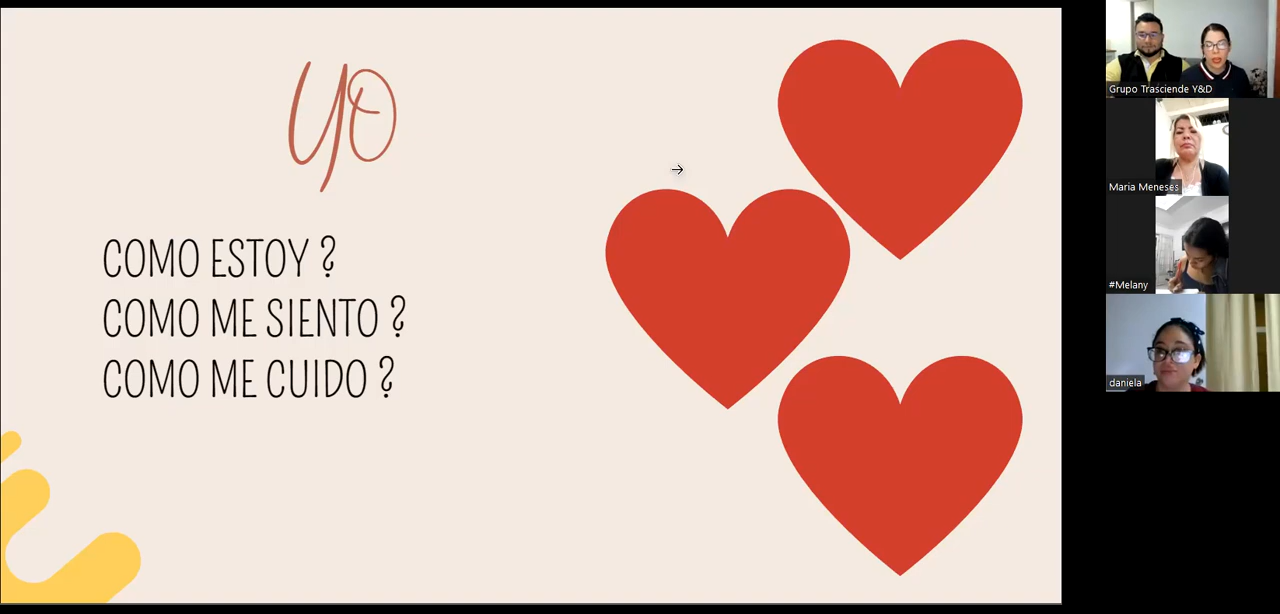 YO
COMO ESTOY ?
COMO ME SIENTO ?
COMO ME CUIDO ?
Grupo Trasciende Y&D
Maria Meneses
#Melany
daniela